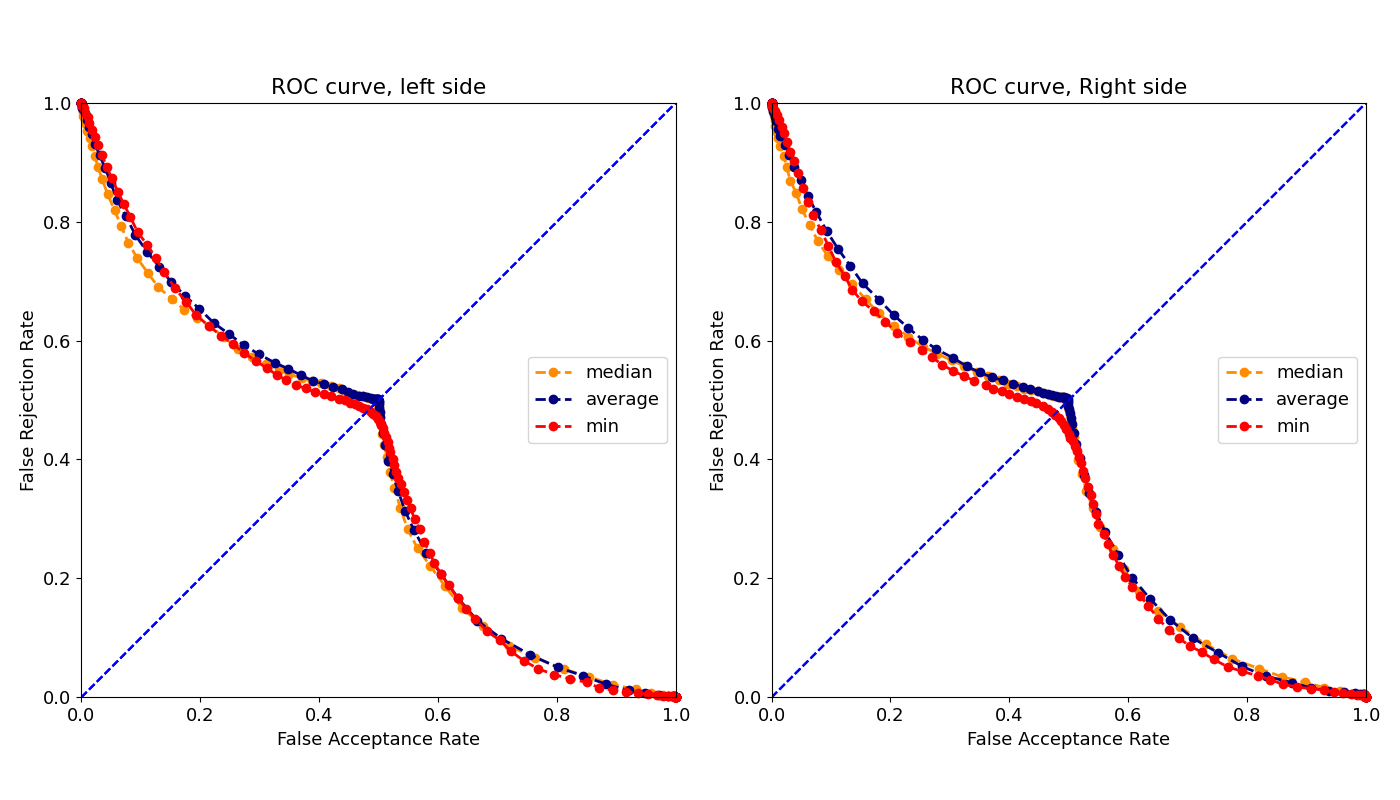 ROC curve, left side
1.0
0.8
0.6
0.4
0.2
0.0
False Rejection Rate
median
average
min
0.0 0.2 0.4 0.6 0.8 1.0
False Acceptance Rate
ROC curve, Right side
1.0
0.8
0.6
0.4
0.2
0.0
False Rejection Rate
median
average
min
0.0 0.2 0.4 0.6 0.8 1.0
False Acceptance Rate